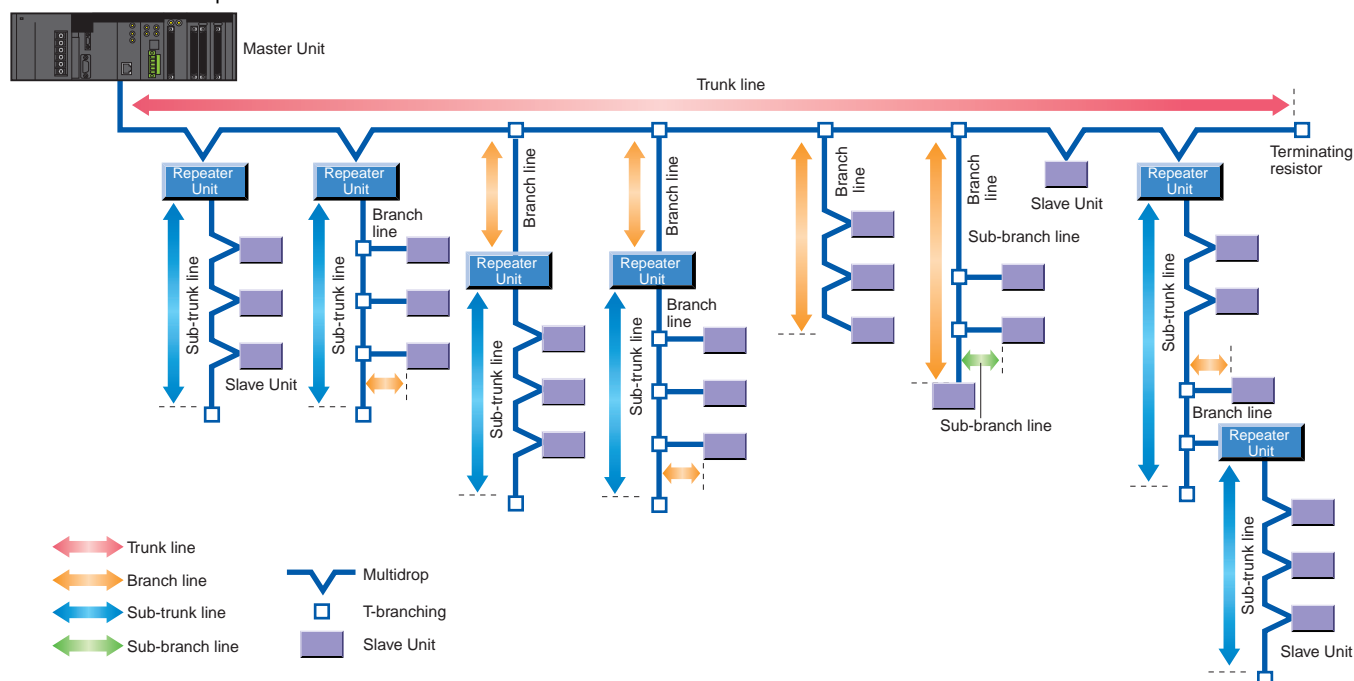 Master Unit
Trunk line
Terminating
resistor
Repeater
Unit
Sub-trunk line
Slave Unit
Repeater
Unit
Branch
line
Sub-trunk line
Branch line
Repeater
Unit
Sub-trunk line
Branch line
Repeater
Unit
Branch
line
Sub-trunk line
Branch
line
Branch
line
Sub-branch line
Sub-branch line
Slave Unit
Repeater
Unit
Sub-trunk line
Branch line
Repeater
Unit
Sub-trunk line
Slave Unit
Trunk line
Branch line
Sub-trunk line
Sub-branch line
Multidrop
T-branching
Slave Unit